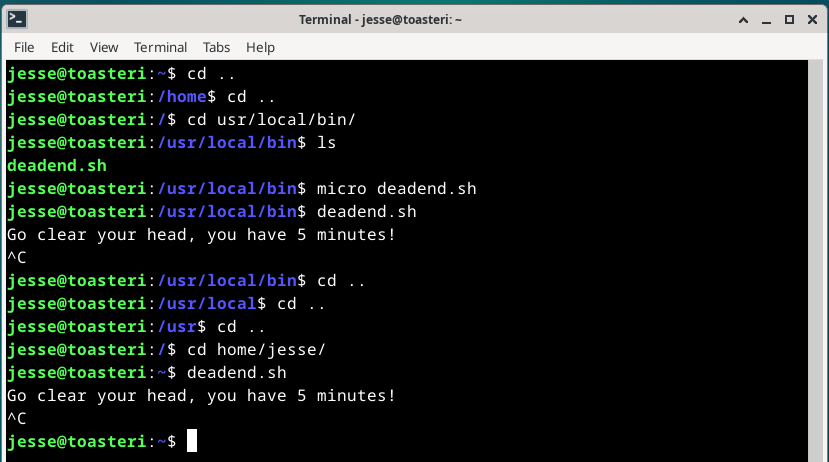 Terminal - jesse@toasteri: ~
File Edit View Terminal Tabs Help
jesse@toasteri:~$ cd ..
jesse@toasteri:/home$ cd ..
jesse@toasteri:/$ cd usr/local/bin/
jesse@toasteri:/usr/local/bin$ ls
deadend.sh
jesse@toasteri:/usr/local/bin$ micro deadend.sh
jesse@toasteri:/usr/local/bin$ deadend.sh
Go clear your head, you have 5 minutes!
^C
jesse@toasteri:/usr/local/bin$ cd ..
jesse@toasteri:/usr/local$ cd ..
jesse@toasteri:/usr$ cd ..
jesse@toasteri:/$ cd home/jesse/
jesse@toasteri:~$ deadend.sh
Go clear your head, you have 5 minutes!
^C
jesse@toasteri:~$